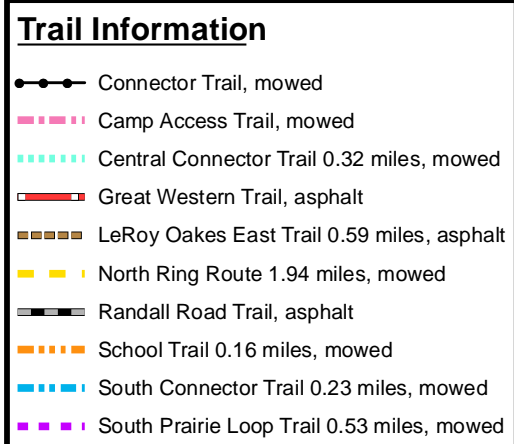 Trail Information
Connector Trail, mowed
Camp Access Trail, mowed
Central Connector Trail 0.32 miles, mowed
Great Western Trail, asphalt
LeRoy Oakes East Trail 0.59 miles, asphalt
North Ring Route 1.94 miles, mowed
Randall Road Trail, asphalt
School Trail 0.16 miles, mowed
South Connector Trail 0.23 miles, mowed
South Prairie Loop Trail 0.53 miles, mowed